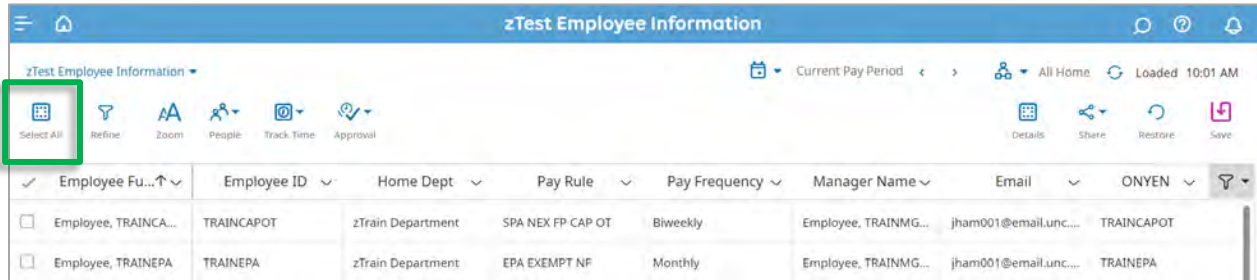 zTest Employee Information
zTest Employee Information
Current Pay Period
All Home
Loaded 10:01 AM
Select All
Refine
Zoom
People
Track Time
Approval
Details
Share
Restore
Save
Employee Fu... Employee ID Home Dept Pay Rule Pay Frequency Manager Name Email ONYEN
Employee, TRAINCA... TRAINCAPOT zTrain Department SPA NEX FP CAP OT Biweekly Employee, TRAINMG... jham001@email.unc.... TRAINCAPOT
Employee, TRAINEPA TRAINEPA zTrain Department EPA EXEMPT NF Monthly Employee, TRAINMG... jham001@email.unc.... TRAINEPA